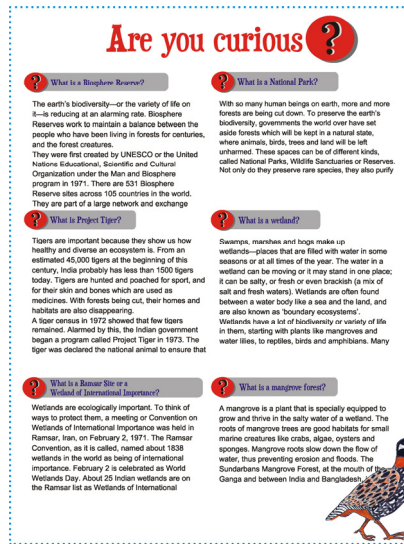 Are you curious ?
? What is a Biosphere Reserve?
The earth's biodiversity—or the variety of life on
it—is reducing at an alarming rate. Biosphere
Reserves work to maintain a balance between the
people who have been living in forests for centuries,
and the forest creatures.
They were first created by UNESCO or the United
Nations Educational, Scientific and Cultural
Organization under the Man and Biosphere
program in 1971. There are 531 Biosphere
Reserve sites across 105 countries in the world.
They are part of a large network and exchange
? What is a National Park?
With so many human beings on earth, more and more
forests are being cut down. To preserve the earth's
biodiversity, governments the world over have set
aside forests which will be kept in a natural state,
where animals, birds, trees and land will be left
unharmed. These spaces can be of different kinds,
called National Parks, Wildlife Sanctuaries or Reserves.
Not only do they preserve rare species, they also purify
? What is Project Tiger?
Tigers are important because they show us how
healthy and diverse an ecosystem is. From an
estimated 45,000 tigers at the beginning of this
century, India probably has less than 1500 tigers
today. Tigers are hunted and poached for sport, and
for their skin and bones which are used as
medicines. With forests being cut, their homes and
habitats are also disappearing.
A tiger census in 1972 showed that few tigers
remained. Alarmed by this, the Indian government
began a program called Project Tiger in 1973. The
tiger was declared the national animal to ensure that
? What is a wetland?
Swamps, marshes and bogs make up
wetlands—places that are filled with water in some
seasons or at all times of the year. The water in a
wetland can be moving or it may stand in one place;
it can be salty, or fresh or even brackish (a mix of
salt and fresh waters). Wetlands are often found
between a water body like a sea and the land, and
are also known as 'boundary ecosystems'.
Wetlands have a lot of biodiversity or variety of life
in them, starting with plants like mangroves and
water lilies, to reptiles, birds and amphibians. Many
? What is a Ramsar Site or a
Wetland of International Importance?
Wetlands are ecologically important. To think of
ways to protect them, a meeting or Convention on
Wetlands of International Importance was held in
Ramsar, Iran, on February 2, 1971. The Ramsar
Convention, as it is called, named about 1838
wetlands in the world as being of international
importance. February 2 is celebrated as World
Wetlands Day. About 25 Indian wetlands are on
the Ramsar list as Wetlands of International
? What is a mangrove forest?
A mangrove is a plant that is specially equipped to
grow and thrive in the salty water of a wetland. The
roots of mangrove trees are good habitats for small
marine creatures like crabs, algae, oysters and
sponges. Mangrove roots slow down the flow of
water, thus preventing erosion and floods. The
Sundarbans Mangrove Forest, at the mouth of the
Ganga and between India and Bangladesh,